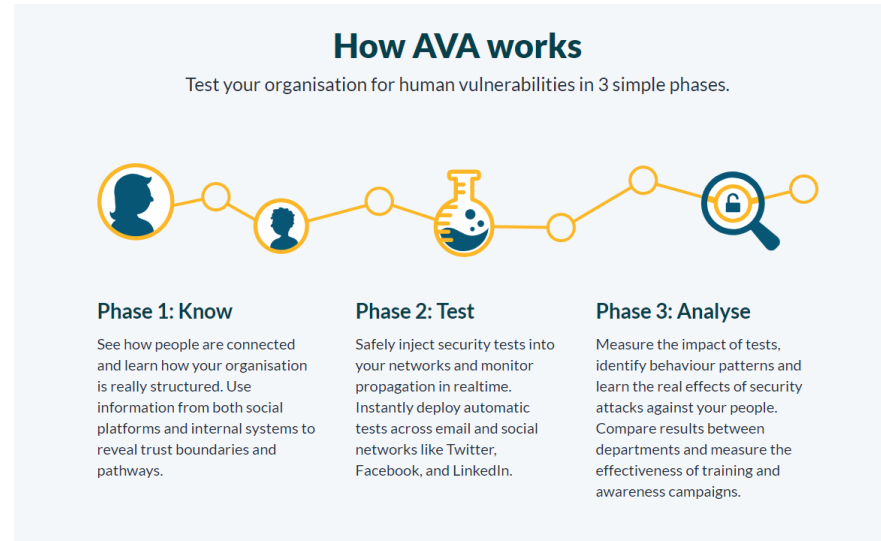 How AVA works
Test your organisation for human vulnerabilities in 3 simple phases.
Phase 1: Know
See how people are connected
and learn how your organisation
is really structured. Use
information from both social
platforms and internal systems to
reveal trust boundaries and
pathways.
Phase 2: Test
Safely inject security tests into
your networks and monitor
propagation in realtime.
Instantly deploy automatic
tests across email and social
networks like Twitter,
Facebook, and LinkedIn.
Phase 3: Analyse
Measure the impact of tests,
identify behaviour patterns and
learn the real effects of security
attacks against your people.
Compare results between
departments and measure the
effectiveness of training and
awareness campaigns.